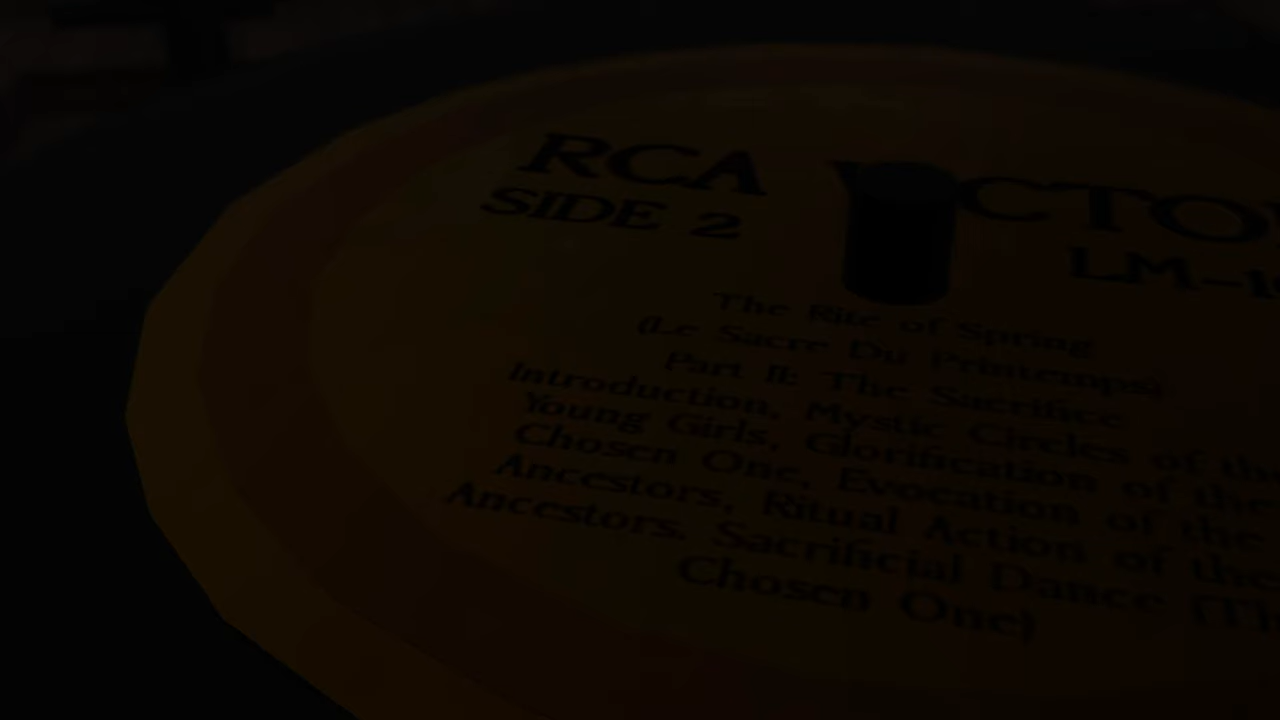 RCA VICTO
SIDE 2
LM-1
The Rite of Spring
(Le Sacre Du Printemps)
Part II: The Sacrifice
Introduction, Mystic Circles of the
Young Girls, Glorification of the
Chosen One, Evocation of the
Ancestors, Ritual Action of the
Ancestors. Sacrificial Dance (Th
Chosen One)